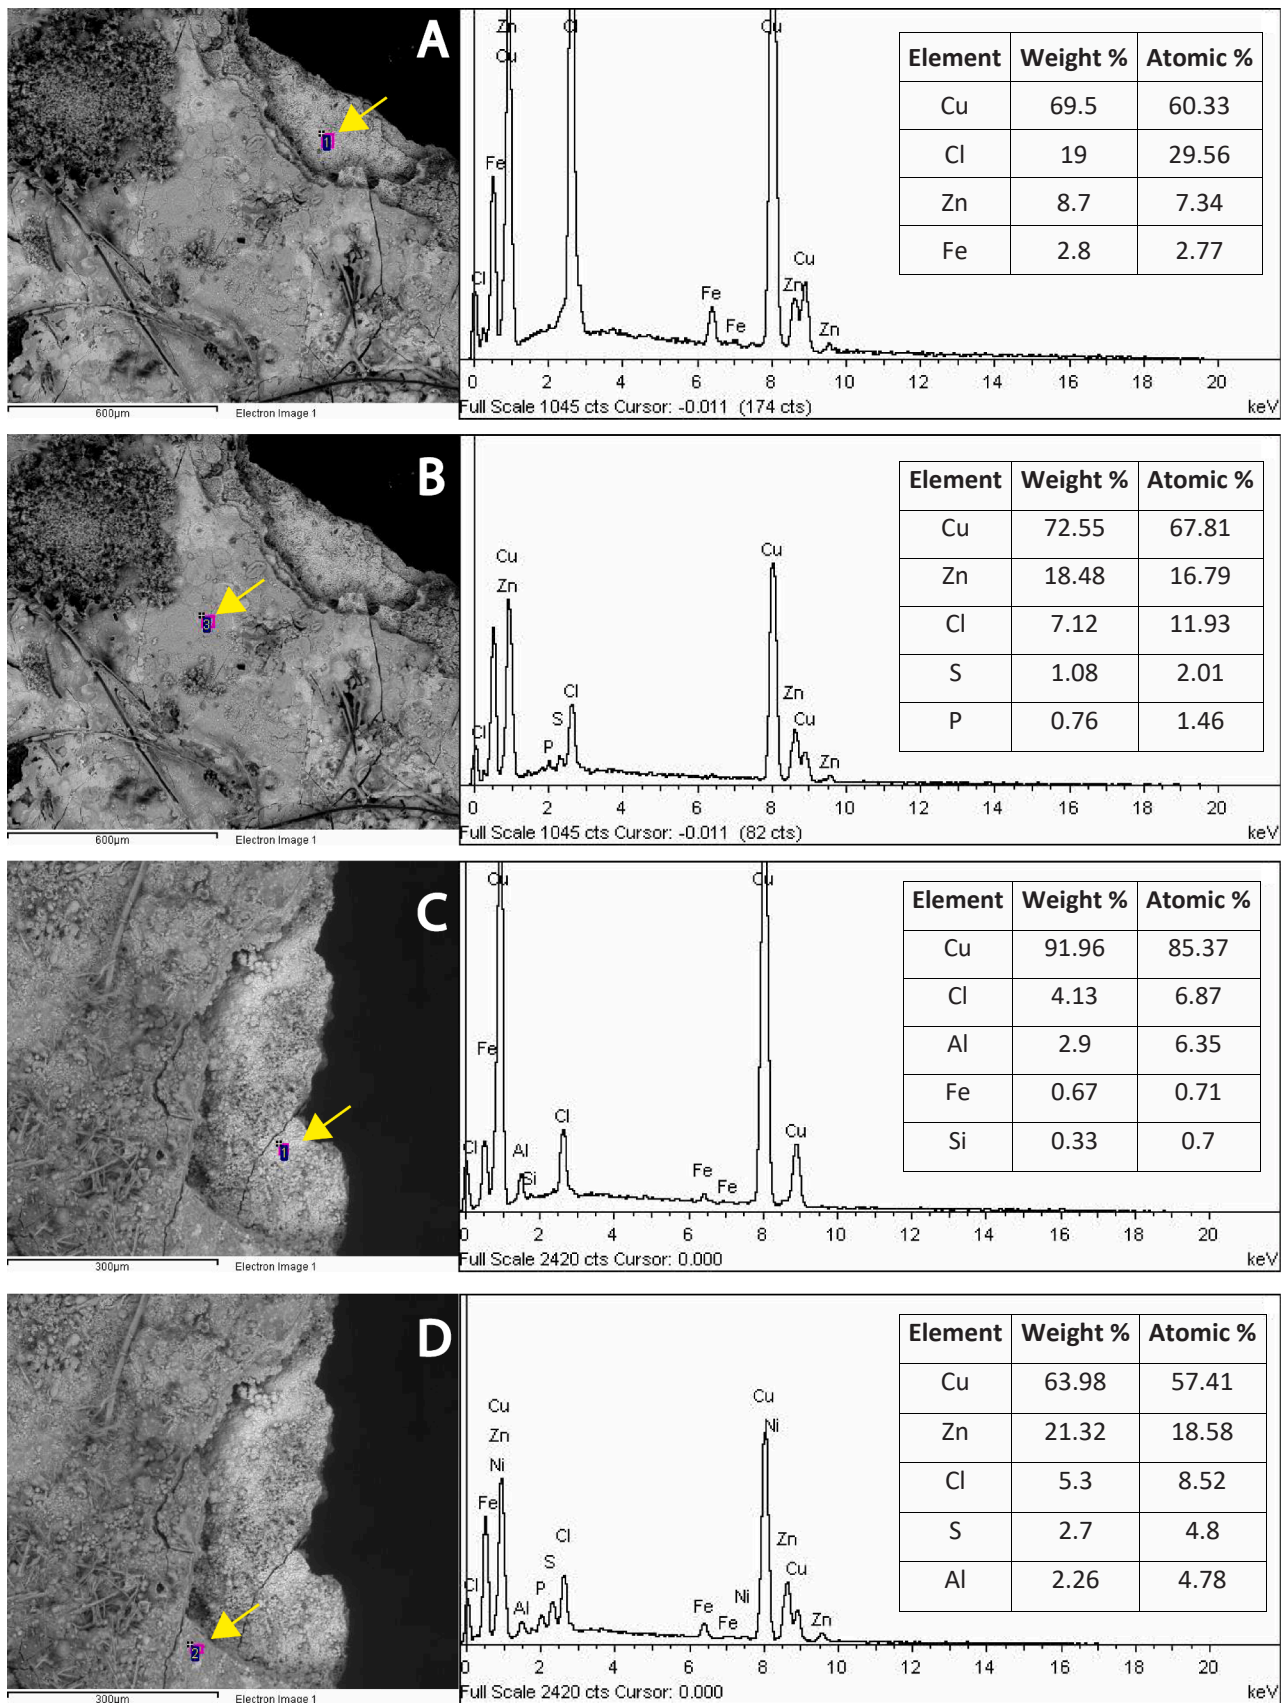 A
Zn
Cu
Cl
Cu
Fe
Cl
Fe
Fe
Zn
Cu
Zn
0 2 4 6 8 10 12 14 16 18 20
Full Scale 1045 cts Cursor: -0.011 (174 cts) keV
Element Weight % Atomic %
Cu 69.5 60.33
Cl 19 29.56
Zn 8.7 7.34
Fe 2.8 2.77
1
600µm Electron Image 1
B
Cu
Zn
Cl
P
S
Cl
Cu
Zn
Cu
Zn
0 2 4 6 8 10 12 14 16 18 20
Full Scale 1045 cts Cursor: -0.011 (82 cts) keV
Element Weight % Atomic %
Cu 72.55 67.81
Zn 18.48 16.79
Cl 7.12 11.93
S 1.08 2.01
P 0.76 1.46
3
600µm Electron Image 1
C
Cu
Fe
Cl
Al
Si
Cl
Fe
Fe
Cu
Cu
0 2 4 6 8 10 12 14 16 18 20
Full Scale 2420 cts Cursor: 0.000 keV
Element Weight % Atomic %
Cu 91.96 85.37
Cl 4.13 6.87
Al 2.9 6.35
Fe 0.67 0.71
Si 0.33 0.7
1
300µm Electron Image 1
D
Cu
Zn
Ni
Fe
Cl
Al
P
S
Cl
Fe
Fe
Ni
Cu
Ni
Zn
Cu
Zn
0 2 4 6 8 10 12 14 16 18 20
Full Scale 2420 cts Cursor: 0.000 keV
Element Weight % Atomic %
Cu 63.98 57.41
Zn 21.32 18.58
Cl 5.3 8.52
S 2.7 4.8
Al 2.26 4.78
2
300µm Electron Image 1